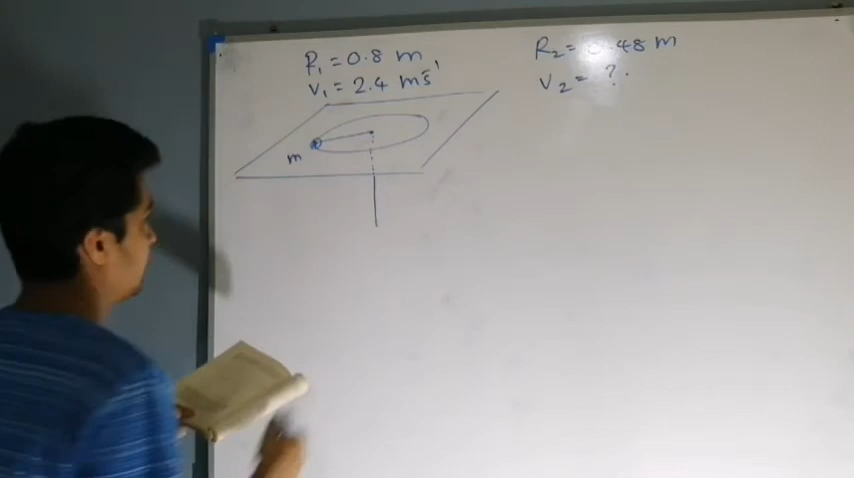 R₁ = 0.8 m
V₁ = 2.4 ms⁻¹
R₂ = 0.48 m
V₂ = ?.
m